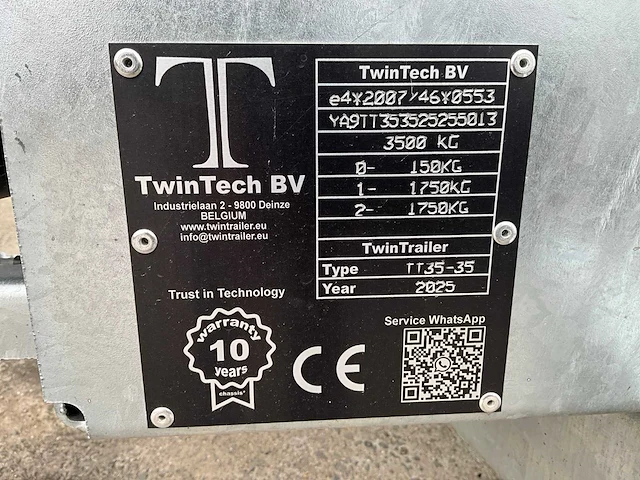 T
TwinTech BV
Industrielaan 2 - 9800 Deinze
BELGIUM
www.twintrailer.eu
info@twintrailer.eu
Trust in Technology
warranty
10
years
chassis*
CE
TwinTech BV
e4*2007/46*0553
YA9TT353525255013
3500 KG
0- 150KG
1- 1750KG
2- 1750KG
TwinTrailer
Type TT35-35
Year 2025
Service WhatsApp